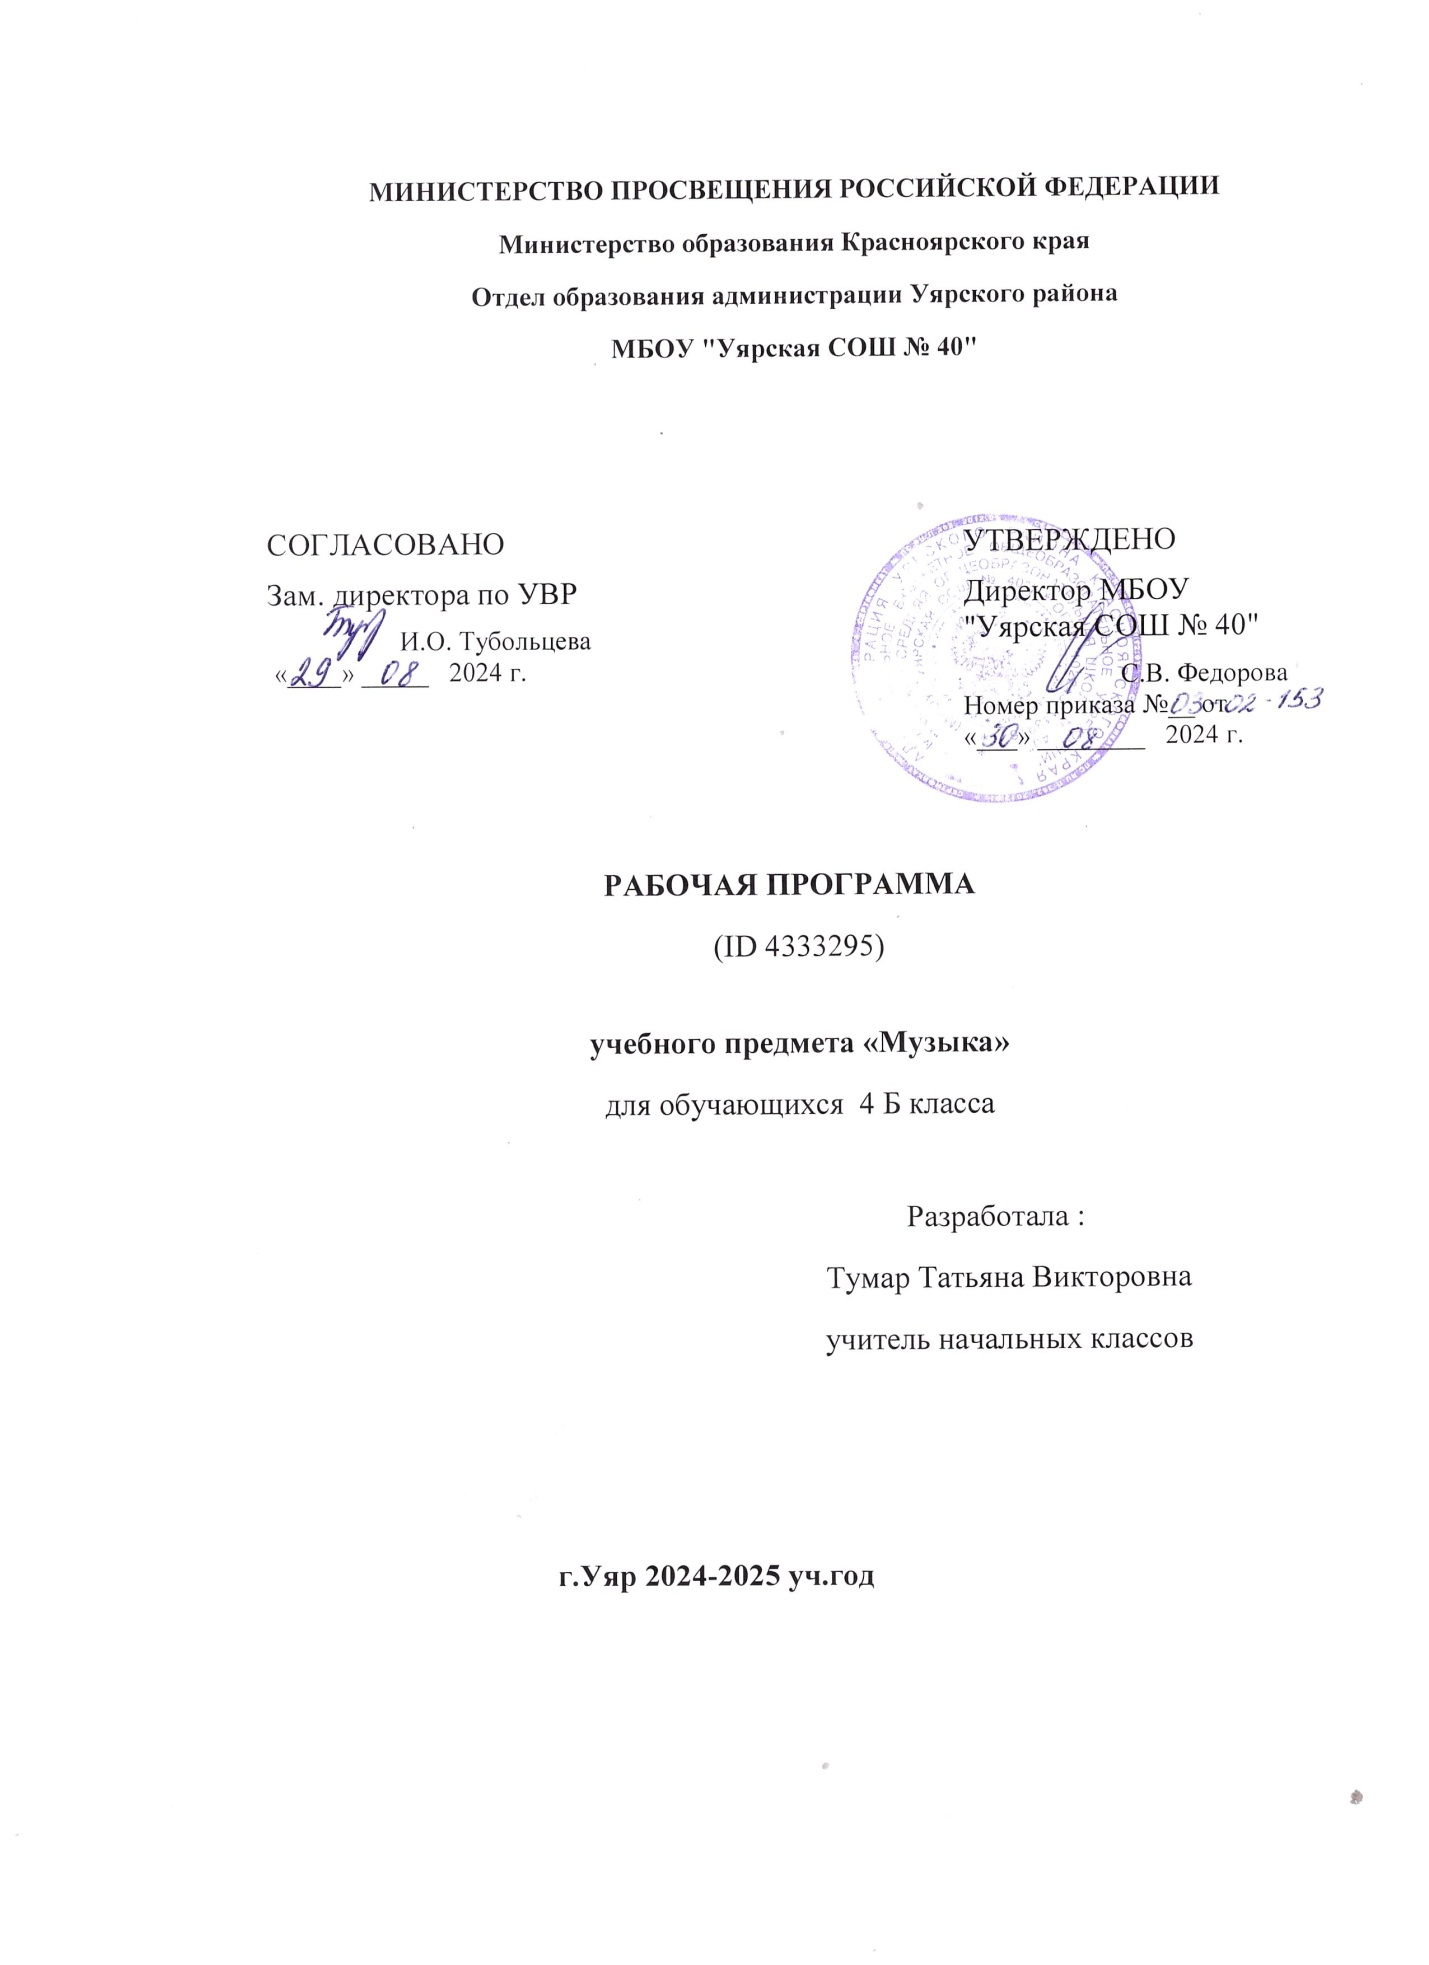 МИНИСТЕРСТВО ПРОСВЕЩЕНИЯ РОССИЙСКОЙ ФЕДЕРАЦИИ
Министерство образования Красноярского края
Отдел образования администрации Уярского района
МБОУ "Уярская СОШ № 40"
СОГЛАСОВАНО
Зам. директора по УВР
И.О. Тубольцева
«29» 08 2024 г.
УТВЕРЖДЕНО
Директор МБОУ
"Уярская СОШ № 40"
С.В. Федорова
Номер приказа №03 от 02-153
«30» 08 2024 г.
РАБОЧАЯ ПРОГРАММА
(ID 4333295)
учебного предмета «Музыка»
для обучающихся 4 Б класса
Разработала :
Тумар Татьяна Викторовна
учитель начальных классов
г.Уяр 2024-2025 уч.год